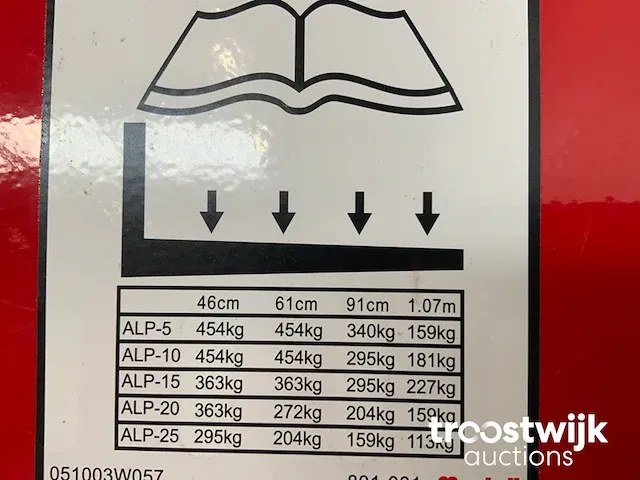 46cm 61cm 91cm 1.07m
ALP-5 454kg 454kg 340kg 159kg
ALP-10 454kg 454kg 295kg 181kg
ALP-15 363kg 363kg 295kg 227kg
ALP-20 363kg 272kg 204kg 159kg
ALP-25 295kg 204kg 159kg 113kg
troostwijk
auctions
051003W057